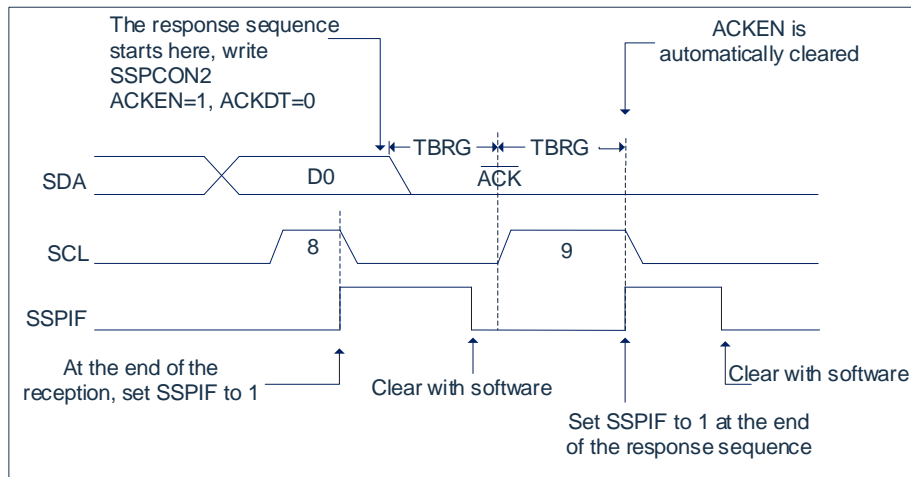 The response sequence
starts here, write
SSPCON2
ACKEN=1, ACKDT=0
ACKEN is
automatically cleared
TBRG
TBRG
SDA
D0
ACK
SCL
8
9
SSPIF
At the end of the
reception, set SSPIF to 1
Clear with software
Clear with software
Set SSPIF to 1 at the end
of the response sequence